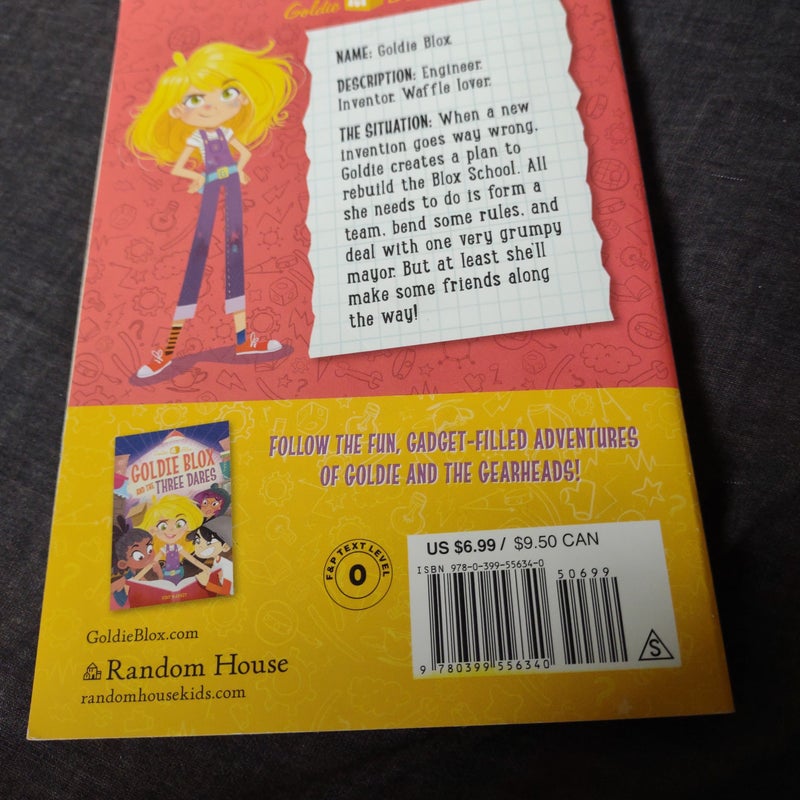 Goldie
NAME: Goldie Blox
DESCRIPTION: Engineer.
Inventor. Waffle lover.
THE SITUATION: When a new
invention goes way wrong,
Goldie creates a plan to
rebuild the Blox School. All
she needs to do is form a
team, bend some rules, and
deal with one very grumpy
mayor. But at least she'll
make some friends along
the way!
GOLDIE BLOX
AND THE THREE DARES
FOLLOW THE FUN, GADGET-FILLED ADVENTURES
OF GOLDIE AND THE GEARHEADS!
F&P TEXT LEVEL
O
US $6.99 / $9.50 CAN
ISBN 978-0-399-55634-0
50699
9 780399 556340
S
GoldieBlox.com
Random House
randomhousekids.com